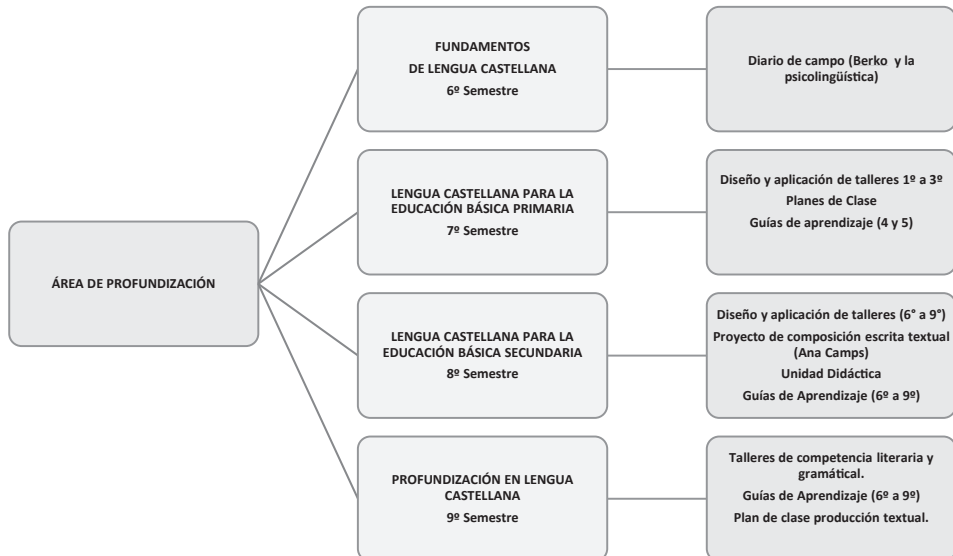 ÁREA DE PROFUNDIZACIÓN
FUNDAMENTOS
DE LENGUA CASTELLANA
6º Semestre
Diario de campo (Berko y la
psicolingüística)
LENGUA CASTELLANA PARA LA
EDUCACIÓN BÁSICA PRIMARIA
7º Semestre
Diseño y aplicación de talleres 1º a 3º
Planes de Clase
Guías de aprendizaje (4 y 5)
LENGUA CASTELLANA PARA LA
EDUCACIÓN BÁSICA SECUNDARIA
8º Semestre
Diseño y aplicación de talleres (6° a 9°)
Proyecto de composición escrita textual
(Ana Camps)
Unidad Didáctica
Guías de Aprendizaje (6º a 9º)
PROFUNDIZACIÓN EN LENGUA
CASTELLANA
9º Semestre
Talleres de competencia literaria y
gramátical.
Guías de Aprendizaje (6º a 9º)
Plan de clase producción textual.